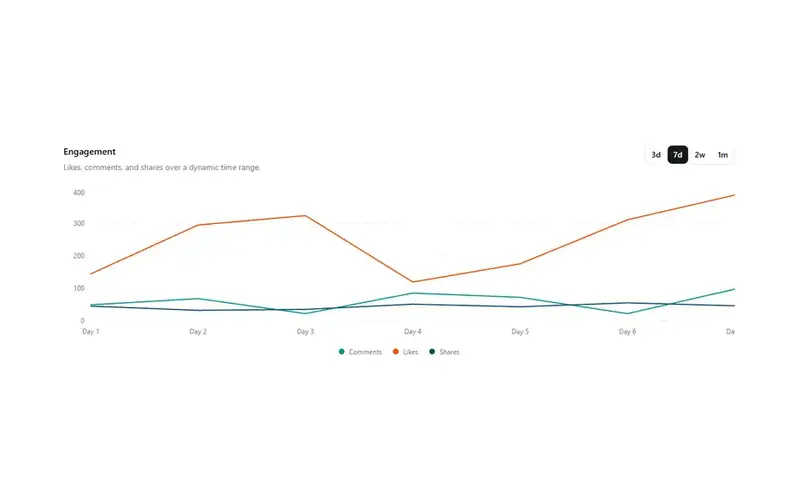 Engagement
Likes, comments, and shares over a dynamic time range.
3d 7d 2w 1m
400
300
200
100
0
Day 1 Day 2 Day 3 Day 4 Day 5 Day 6 Da
Comments Likes Shares